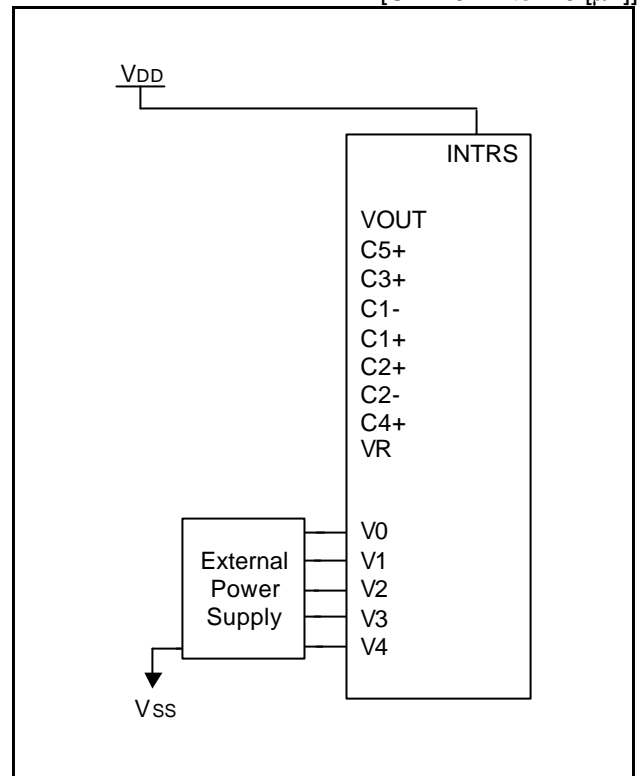 VDD
INTRS
VOUT
C5+
C3+
C1-
C1+
C2+
C2-
C4+
VR
External
Power
Supply
V0
V1
V2
V3
V4
VSS